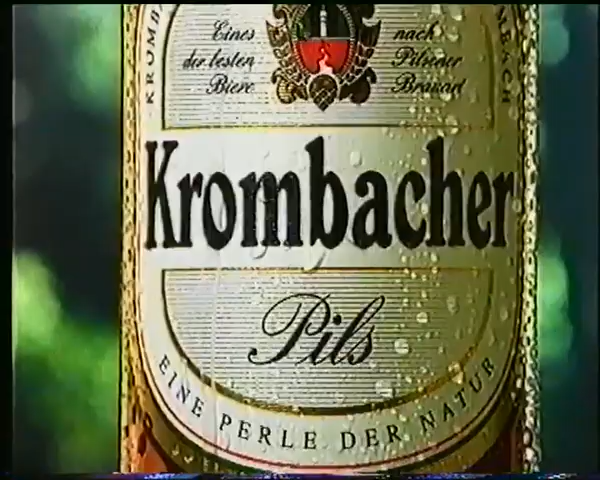 Eines
der besten
Biere
nach
Pilsener
Brauart
Krombacher
Pils
EINE PERLE DER NATUR